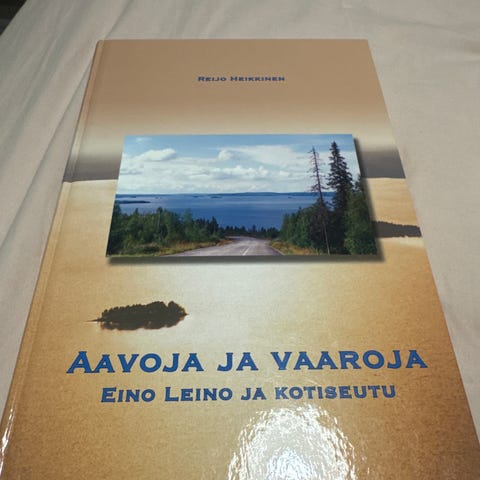 Reijo Heikkinen
Aavoja ja vaaroja
Eino Leino ja kotiseutu